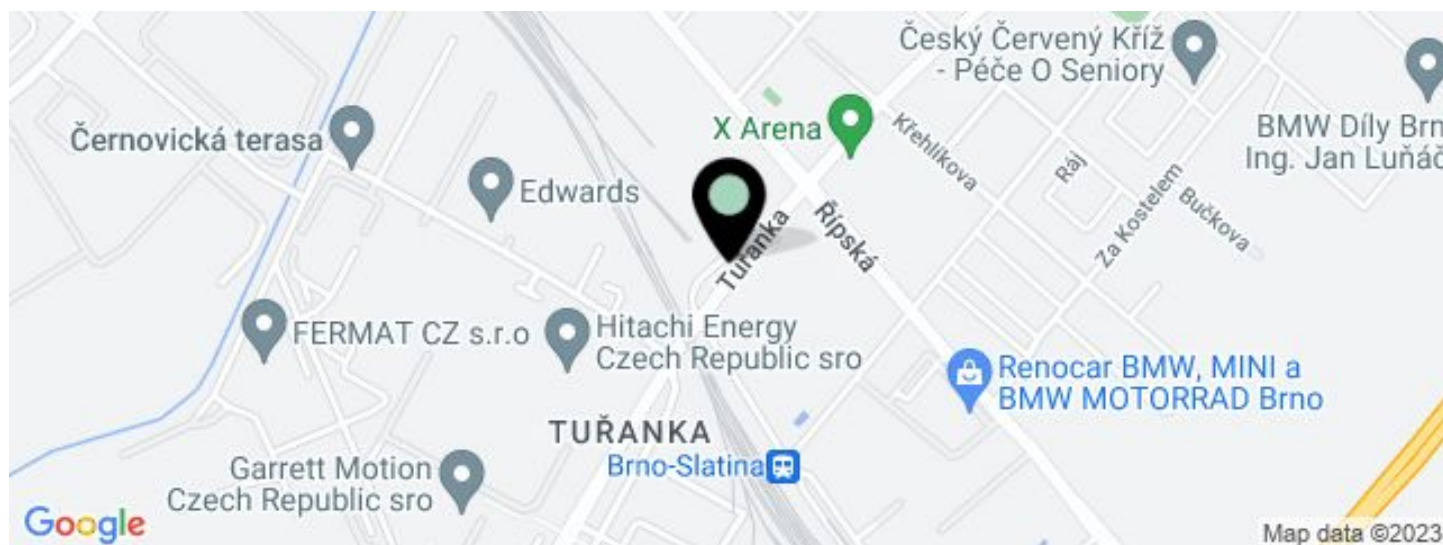 Český Červený Kříž
- Péče O Seniory
X Arena
Křehlíkova
BMW Díly Brn
Ing. Jan Luňáč
Černovická terasa
Ráj
Edwards
Za Kostelem
Bučkova
Tuřanka
Řípská
FERMAT CZ s.r.o
Hitachi Energy
Czech Republic sro
Renocar BMW, MINI a
BMW MOTORRAD Brno
TUŘANKA
Brno-Slatina
Garrett Motion
Czech Republic sro
Google
Map data ©2023